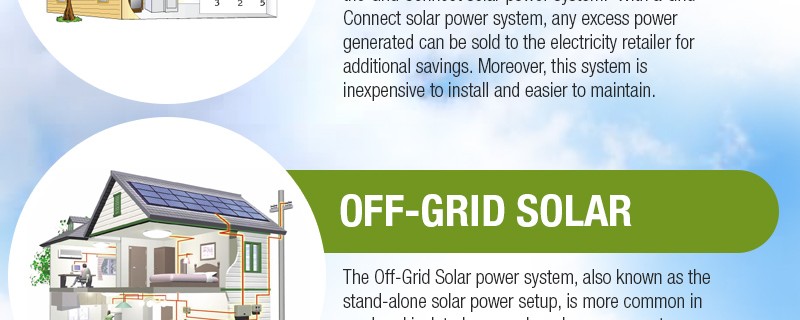 3 2 5
Connect solar power system, any excess power
generated can be sold to the electricity retailer for
additional savings. Moreover, this system is
inexpensive to install and easier to maintain.
OFF-GRID SOLAR
The Off-Grid Solar power system, also known as the
stand-alone solar power setup, is more common in